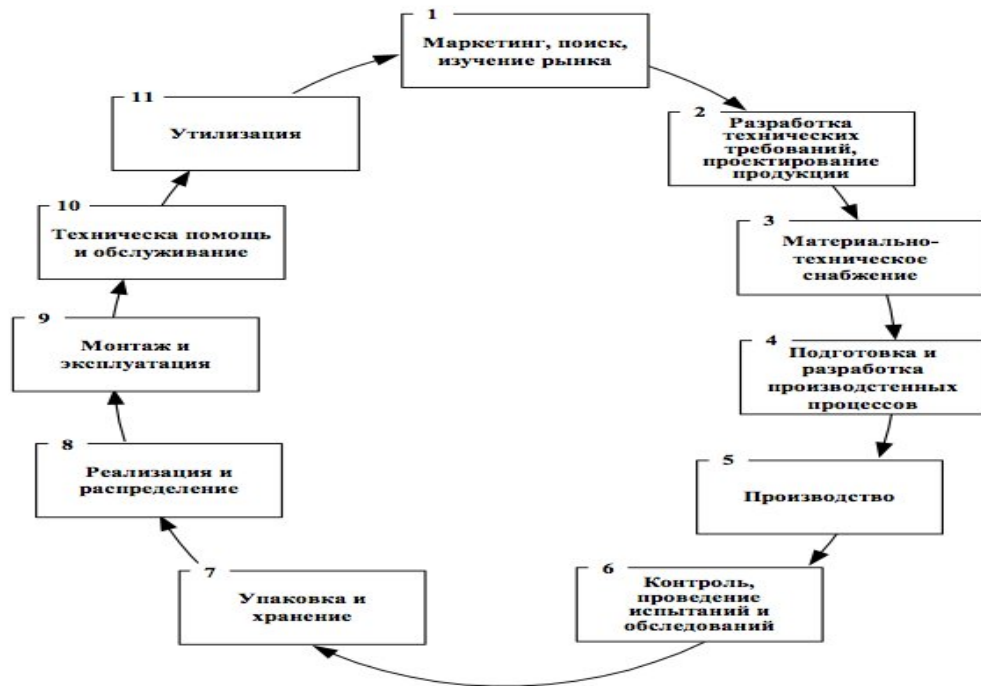 1
Маркетинг, поиск,
изучение рынка
2
Разработка
технических
требований,
проектирование
продукции
3
Материально-
техническое
снабжение
4
Подготовка и
разработка
производстенных
процессов
5
Производство
6
Контроль,
проведение
испытаний и
обследований
7
Упаковка и
хранение
8
Реализация и
распределение
9
Монтаж и
эксплуатация
10
Техническа помощь
и обслуживание
11
Утилизация